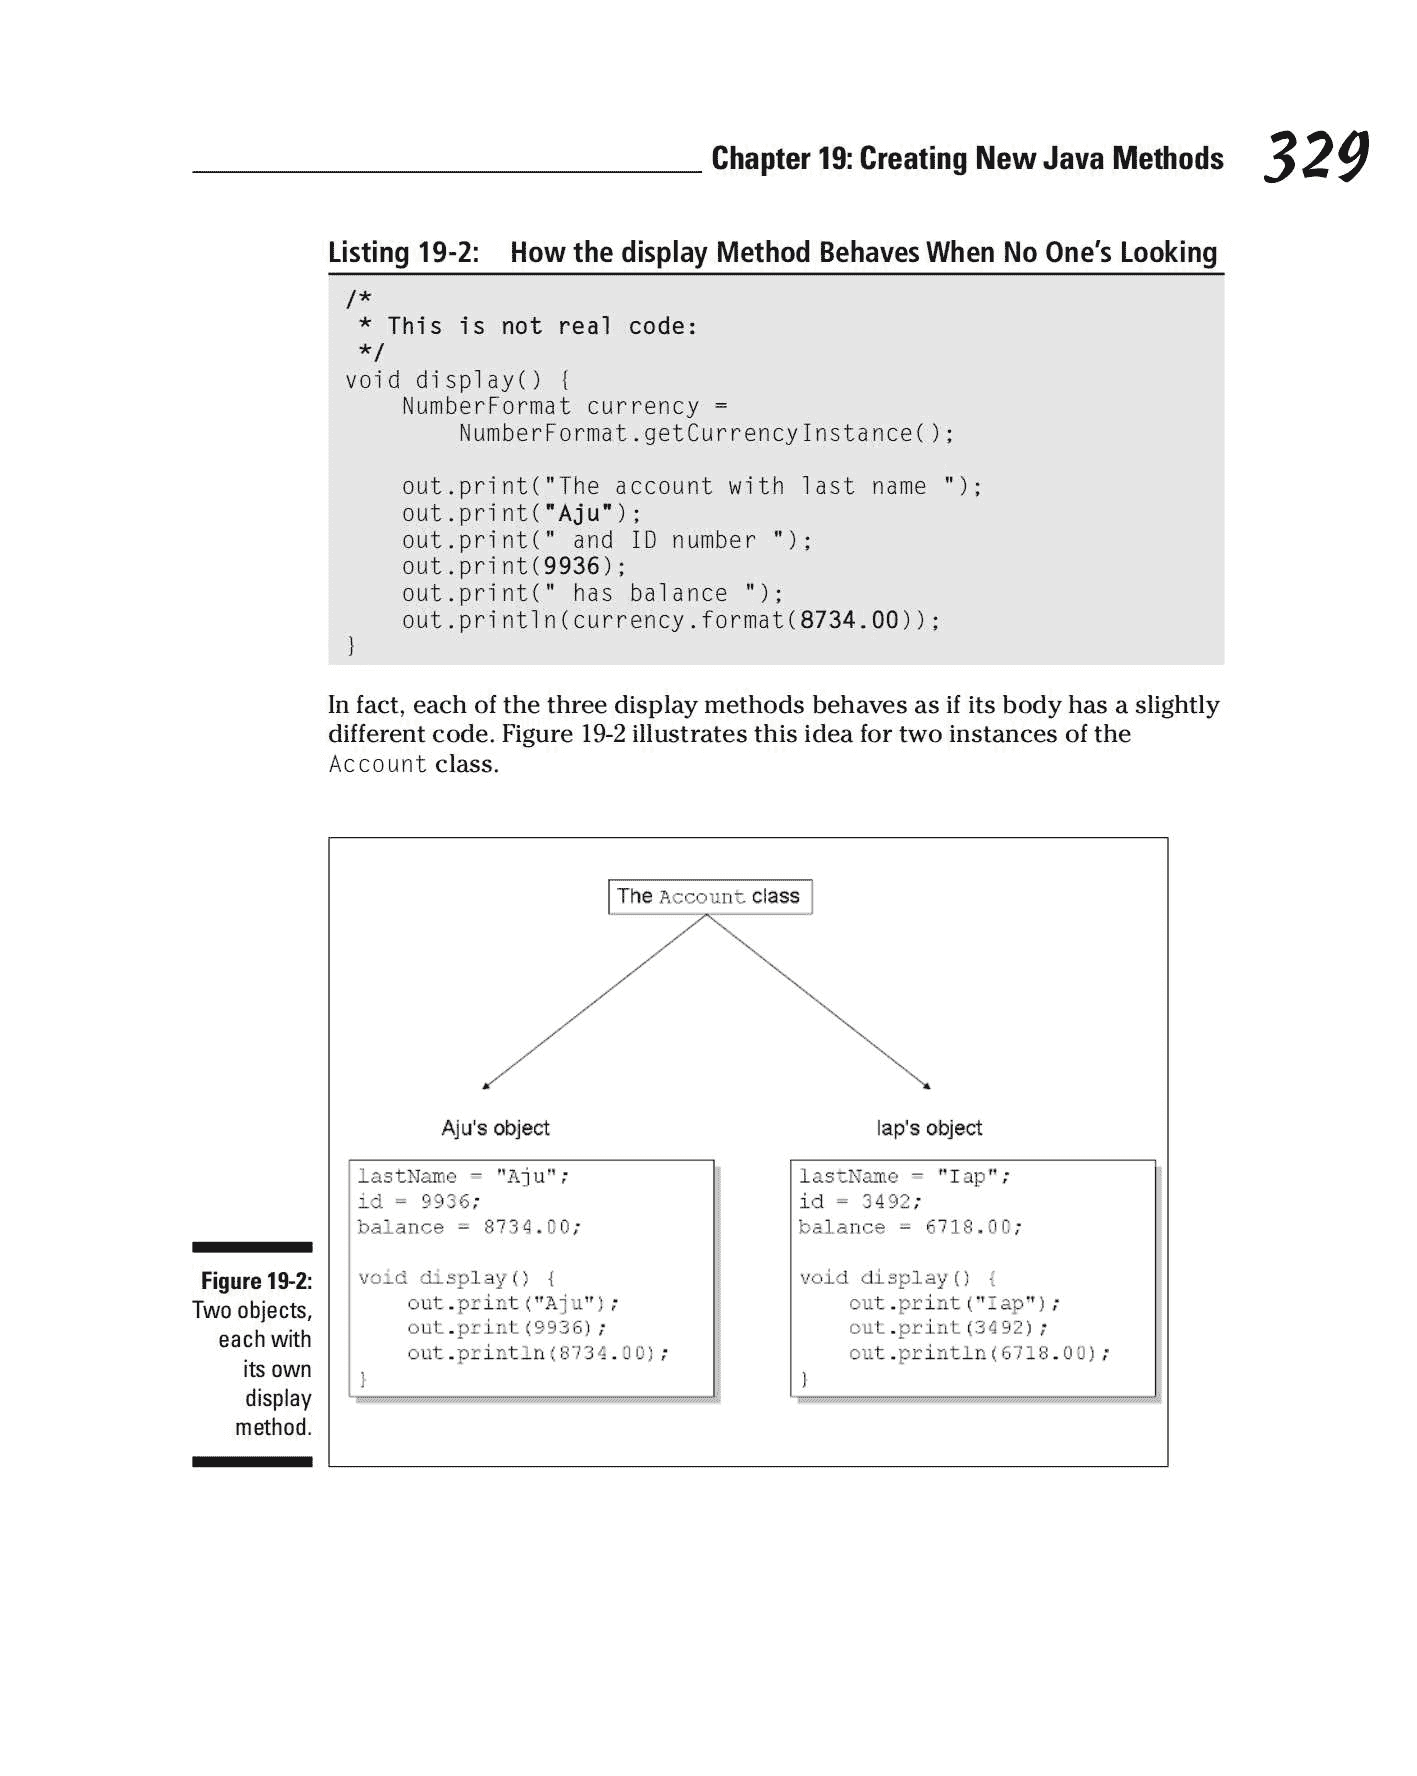 Chapter 19: Creating New Java Methods 329
Listing 19-2: How the display Method Behaves When No One's Looking
/*
 * This is not real code:
 */
void display() {
    NumberFormat currency =
        NumberFormat.getCurrencyInstance();

    out.print("The account with last name ");
    out.print("Aju");
    out.print(" and ID number ");
    out.print(9936);
    out.print(" has balance ");
    out.println(currency.format(8734.00));
}
In fact, each of the three display methods behaves as if its body has a slightly
different code. Figure 19-2 illustrates this idea for two instances of the
Account class.
The Account class
Aju's object
lastName = "Aju";
id = 9936;
balance = 8734.00;

void display() {
    out.print("Aju");
    out.print(9936);
    out.println(8734.00);
}
Iap's object
lastName = "Iap";
id = 3492;
balance = 6718.00;

void display() {
    out.print("Iap");
    out.print(3492);
    out.println(6718.00);
}
Figure 19-2:
Two objects,
each with
its own
display
method.